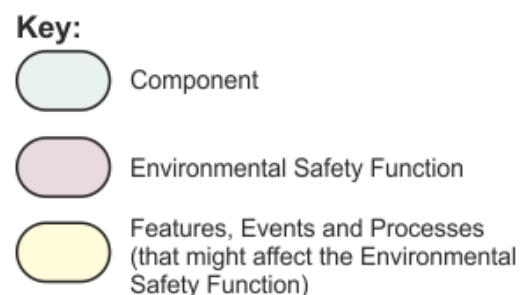 Key:
Component
Environmental Safety Function
Features, Events and Processes
(that might affect the Environmental
Safety Function)